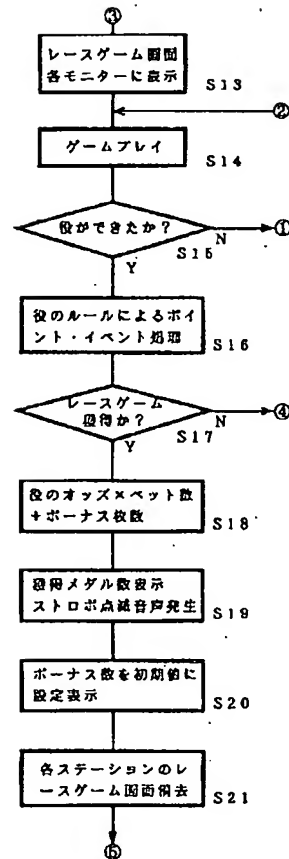 ③
レースゲーム画面
各モニターに表示
S13
②
ゲームプレイ
S14
役ができたか?
N
①
S15
Y
役のルールによるポイ
ント・イベント処理
S16
レースゲーム
獲得か?
N
④
S17
Y
役のオッズ×ベット数
+ボーナス枚数
S18
獲得メダル数表示
ストロボ点滅音声発生
S19
ボーナス数を初期値に
設定表示
S20
各ステーションのレ
ースゲーム画面消去
S21
⑤